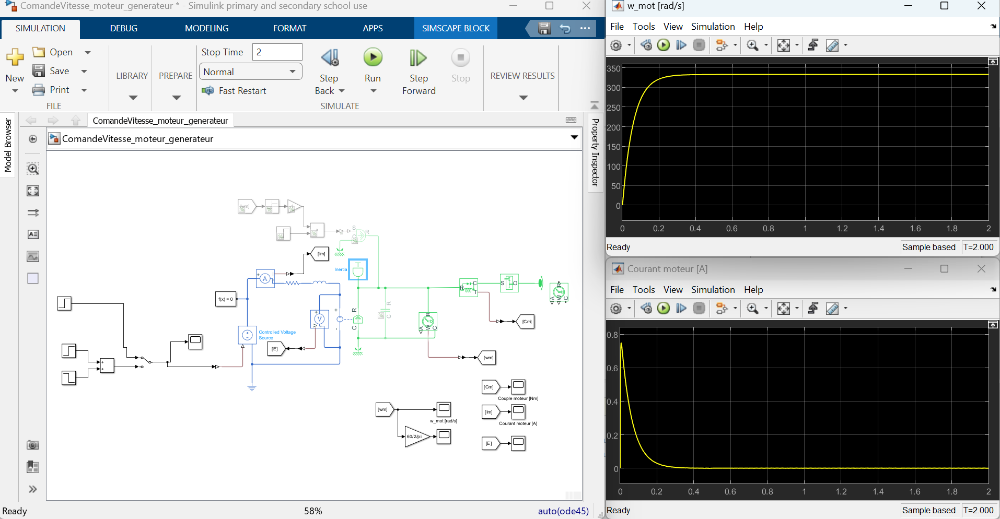 ComandeVitesse_moteur_generateur * - Simulink primary and secondary school use
SIMULATION DEBUG MODELING FORMAT APPS SIMSCAPE BLOCK
New
Open
Save
Print
FILE
LIBRARY
PREPARE
Stop Time 2
Normal
Fast Restart
Step Back
Run
Step Forward
Stop
SIMULATE
REVIEW RESULTS
Model Browser
ComandeVitesse_moteur_generateur
ComandeVitesse_moteur_generateur
Property Inspector
[wm]
S
R
C
[Im]
Inertia
+ A I
f(x) = 0
Controlled Voltage
Source
[E]
V
+
-
R
C
R
C
R
A W C
R C T
S O
R
A W C
[Cm]
[wm]
+
+
[wm]
w_mot [rad/s]
60/2/pi
[Cm]
Couple moteur [Nm]
[Im]
Courant moteur [A]
[E]
Ready
58%
auto(ode45)
w_mot [rad/s]
File Tools View Simulation Help
350
300
250
200
150
100
50
0
0 0.2 0.4 0.6 0.8 1 1.2 1.4 1.6 1.8 2
Ready Sample based T=2.000
Courant moteur [A]
File Tools View Simulation Help
0.8
0.6
0.4
0.2
0
0 0.2 0.4 0.6 0.8 1 1.2 1.4 1.6 1.8 2
Ready Sample based T=2.000